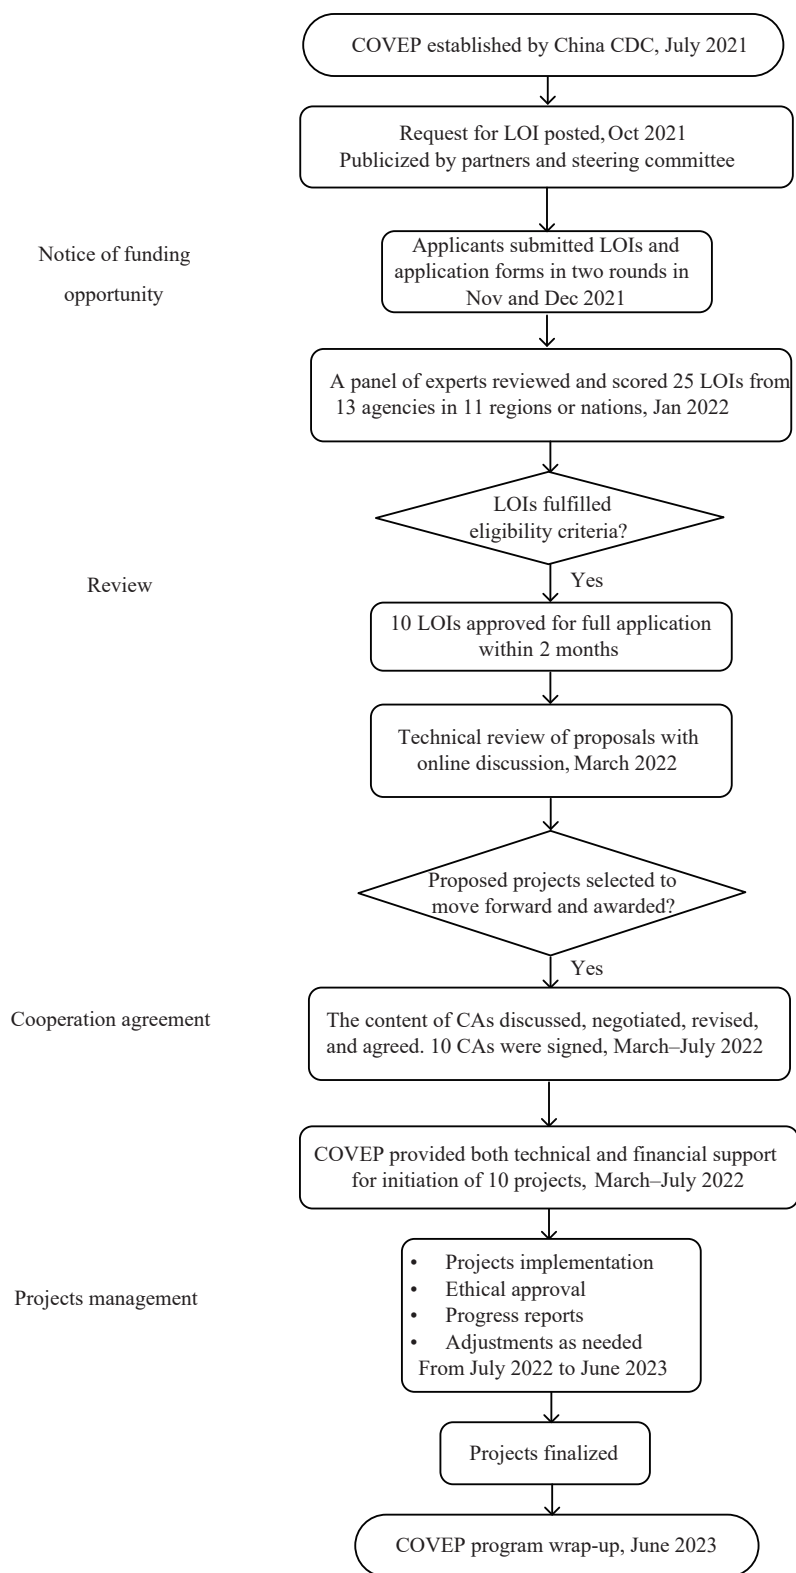 COVEP established by China CDC, July 2021
Request for LOI posted, Oct 2021
Publicized by partners and steering committee
Notice of funding
opportunity
Applicants submitted LOIs and
application forms in two rounds in
Nov and Dec 2021
A panel of experts reviewed and scored 25 LOIs from
13 agencies in 11 regions or nations, Jan 2022
LOIs fulfilled
eligibility criteria?
Review
Yes
10 LOIs approved for full application
within 2 months
Technical review of proposals with
online discussion, March 2022
Proposed projects selected to
move forward and awarded?
Yes
Cooperation agreement
The content of CAs discussed, negotiated, revised,
and agreed. 10 CAs were signed, March–July 2022
COVEP provided both technical and financial support
for initiation of 10 projects, March–July 2022
Projects management
• Projects implementation
• Ethical approval
• Progress reports
• Adjustments as needed
From July 2022 to June 2023
Projects finalized
COVEP program wrap-up, June 2023